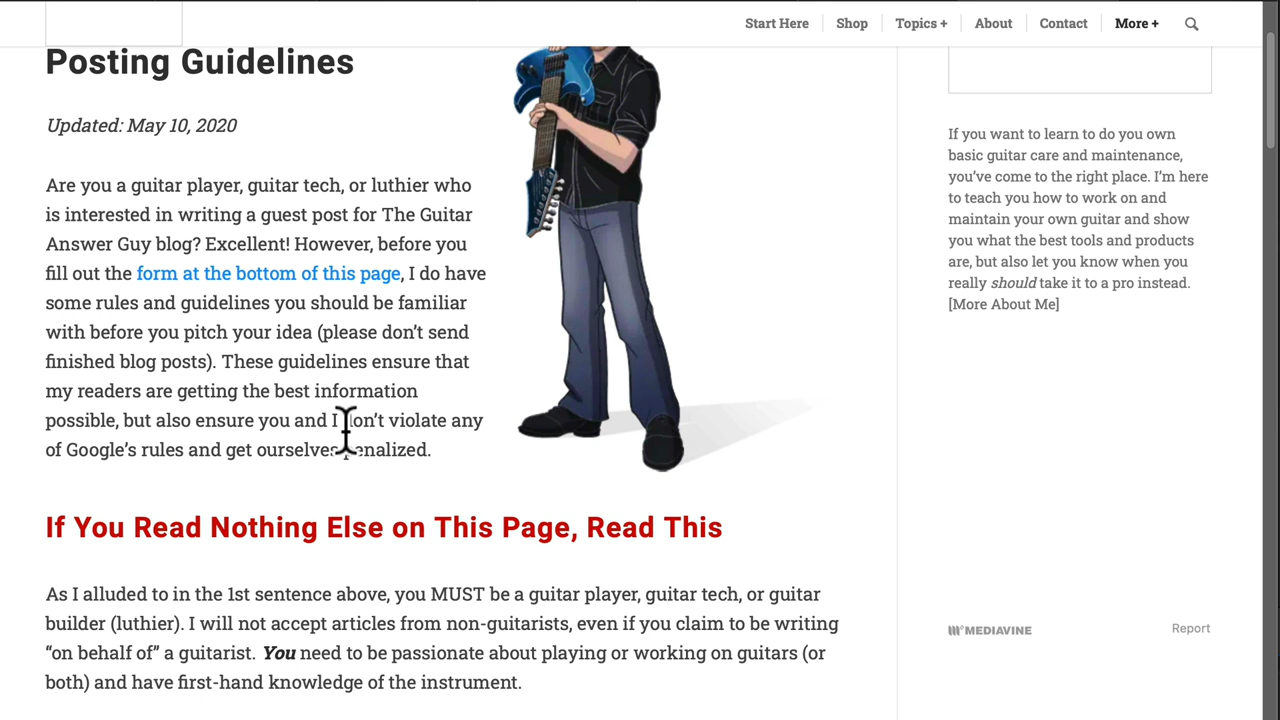 Start Here
Shop
Topics +
About
Contact
More +
Posting Guidelines
Updated: May 10, 2020
Are you a guitar player, guitar tech, or luthier who
is interested in writing a guest post for The Guitar
Answer Guy blog? Excellent! However, before you
fill out the form at the bottom of this page, I do have
some rules and guidelines you should be familiar
with before you pitch your idea (please don't send
finished blog posts). These guidelines ensure that
my readers are getting the best information
possible, but also ensure you and I don't violate any
of Google's rules and get ourselves penalized.
If You Read Nothing Else on This Page, Read This
As I alluded to in the 1st sentence above, you MUST be a guitar player, guitar tech, or guitar
builder (luthier). I will not accept articles from non-guitarists, even if you claim to be writing
“on behalf of” a guitarist. You need to be passionate about playing or working on guitars (or
both) and have first-hand knowledge of the instrument.
If you want to learn to do you own
basic guitar care and maintenance,
you've come to the right place. I'm here
to teach you how to work on and
maintain your own guitar and show
you what the best tools and products
are, but also let you know when you
really should take it to a pro instead.
[More About Me]
MEDIAVINE
Report